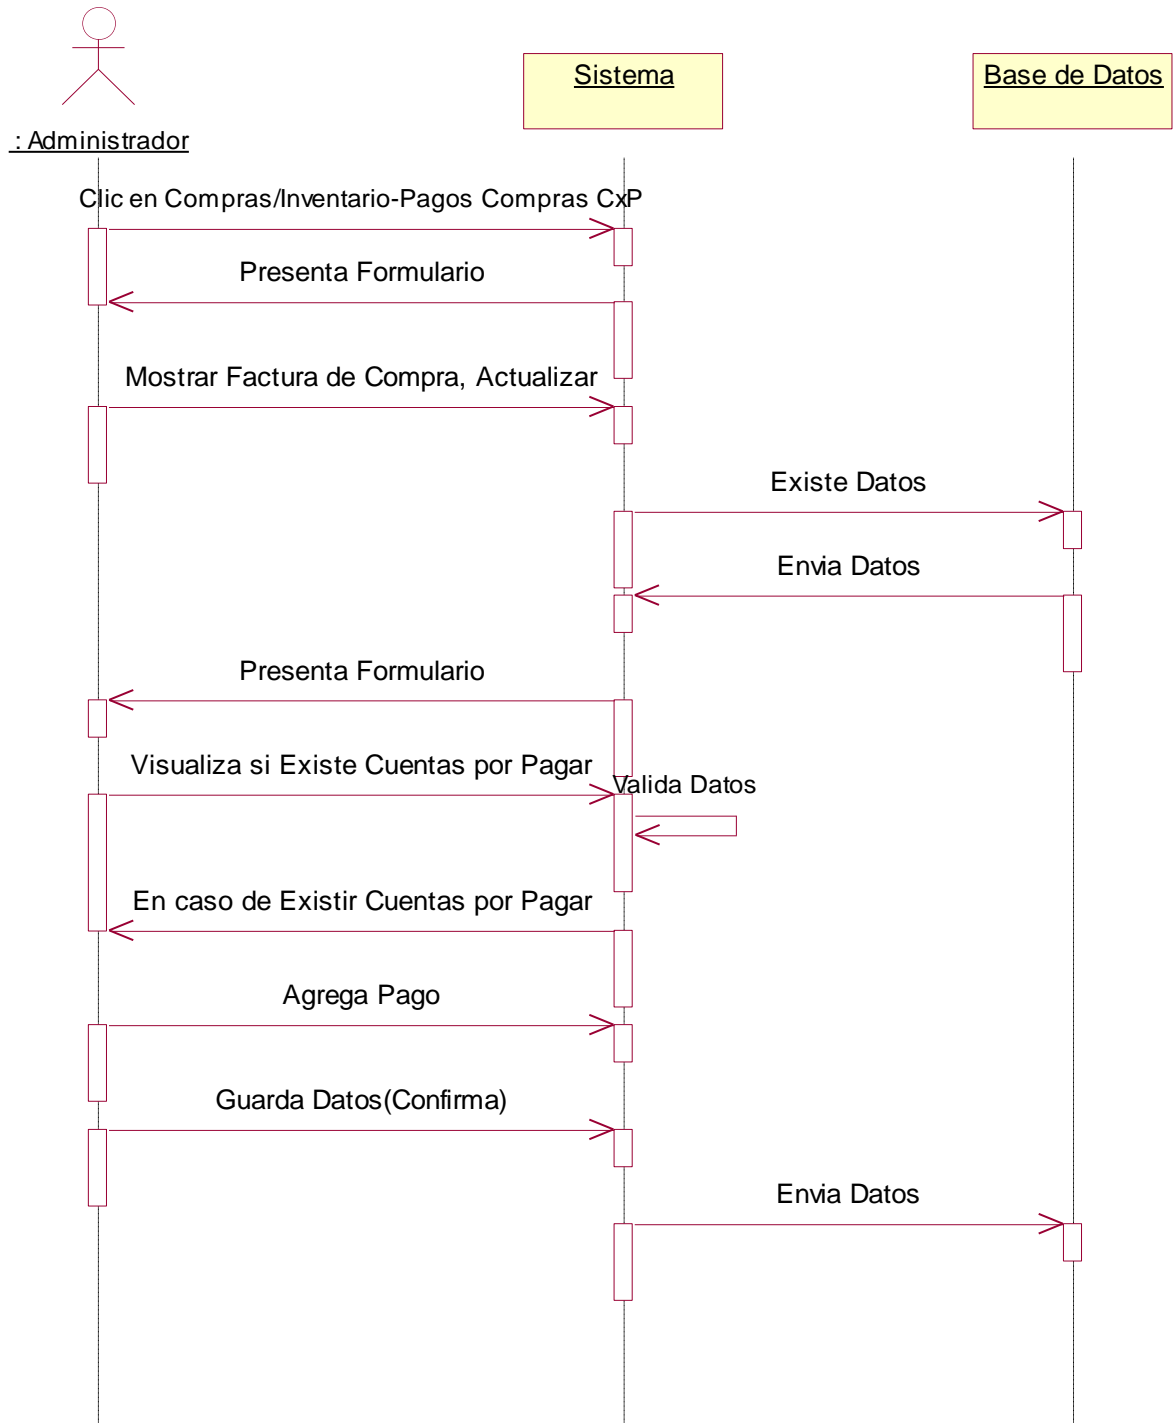 Sistema
Base de Datos
: Administrador
Clic en Compras/Inventario-Pagos Compras CxP
Presenta Formulario
Mostrar Factura de Compra, Actualizar
Existe Datos
Envia Datos
Presenta Formulario
Visualiza si Existe Cuentas por Pagar
Valida Datos
En caso de Existir Cuentas por Pagar
Agrega Pago
Guarda Datos(Confirma)
Envia Datos